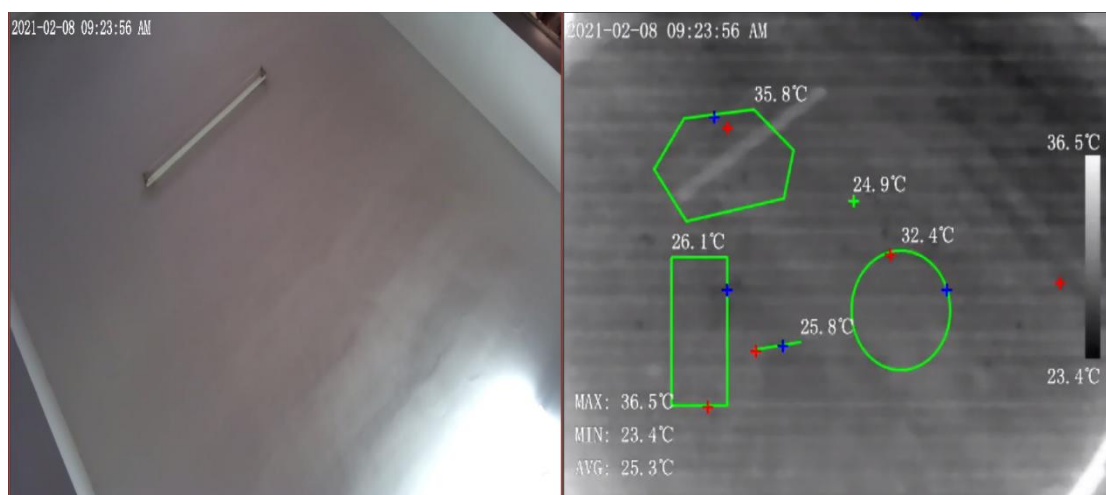 2021-02-08 09:23:56 AM
2021-02-08 09:23:56 AM
35.8℃
36.5℃
24.9℃
26.1℃
32.4℃
25.8℃
23.4℃
MAX: 36.5℃
MIN: 23.4℃
AVG: 25.3℃